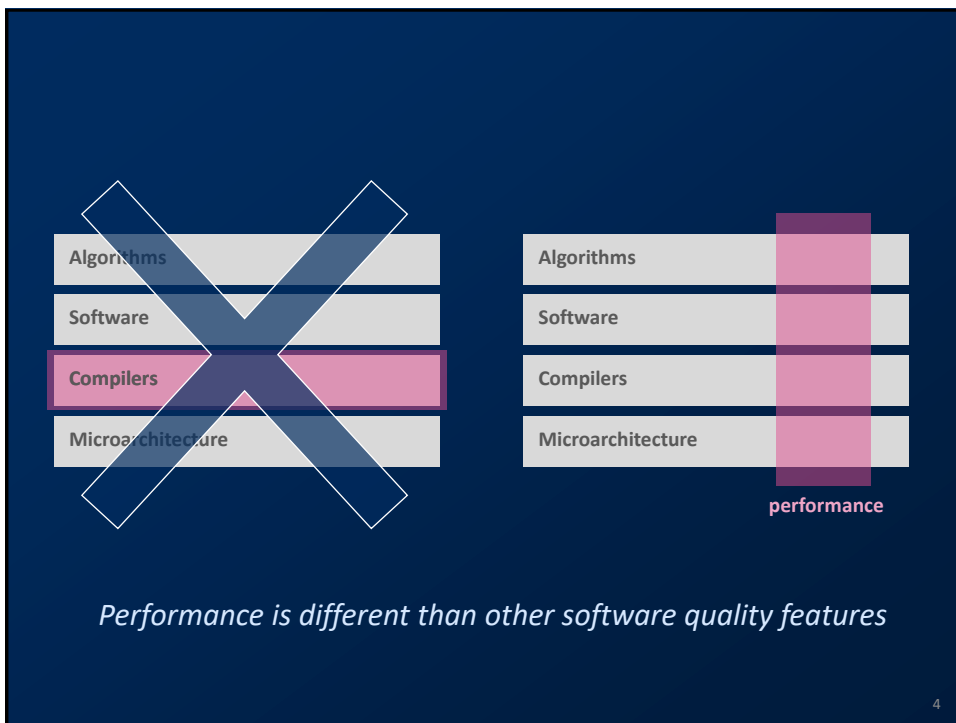 Algorithms
Software
Compilers
Microarchitecture
Algorithms
Software
Compilers
Microarchitecture
performance
Performance is different than other software quality features
4